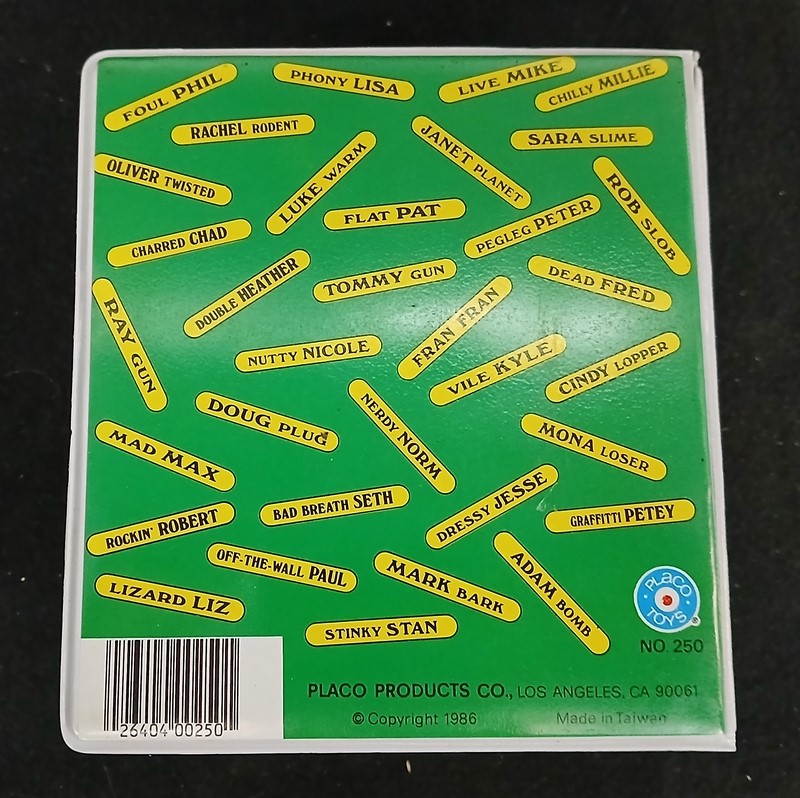 FOUL PHIL
PHONY LISA
LIVE MIKE
CHILLY MILLIE
RACHEL RODENT
SARA SLIME
JANET PLANET
OLIVER TWISTED
LUKE WARM
ROB SLOB
FLAT PAT
PEGLEG PETER
CHARRED CHAD
DOUBLE HEATHER
TOMMY GUN
DEAD FRED
RAY GUN
FRAN FRAN
NUTTY NICOLE
VILE KYLE
CINDY LOPPER
DOUG PLUG
NERDY NORM
MAD MAX
MONA LOSER
BAD BREATH SETH
DRESSY JESSE
GRAFFITTI PETEY
ROCKIN' ROBERT
OFF-THE-WALL PAUL
MARK BARK
ADAM BOMB
LIZARD LIZ
STINKY STAN
PLACO
TOYS
®
NO. 250
PLACO PRODUCTS CO., LOS ANGELES, CA 90061
© Copyright 1986 Made in Taiwan
26404 00250